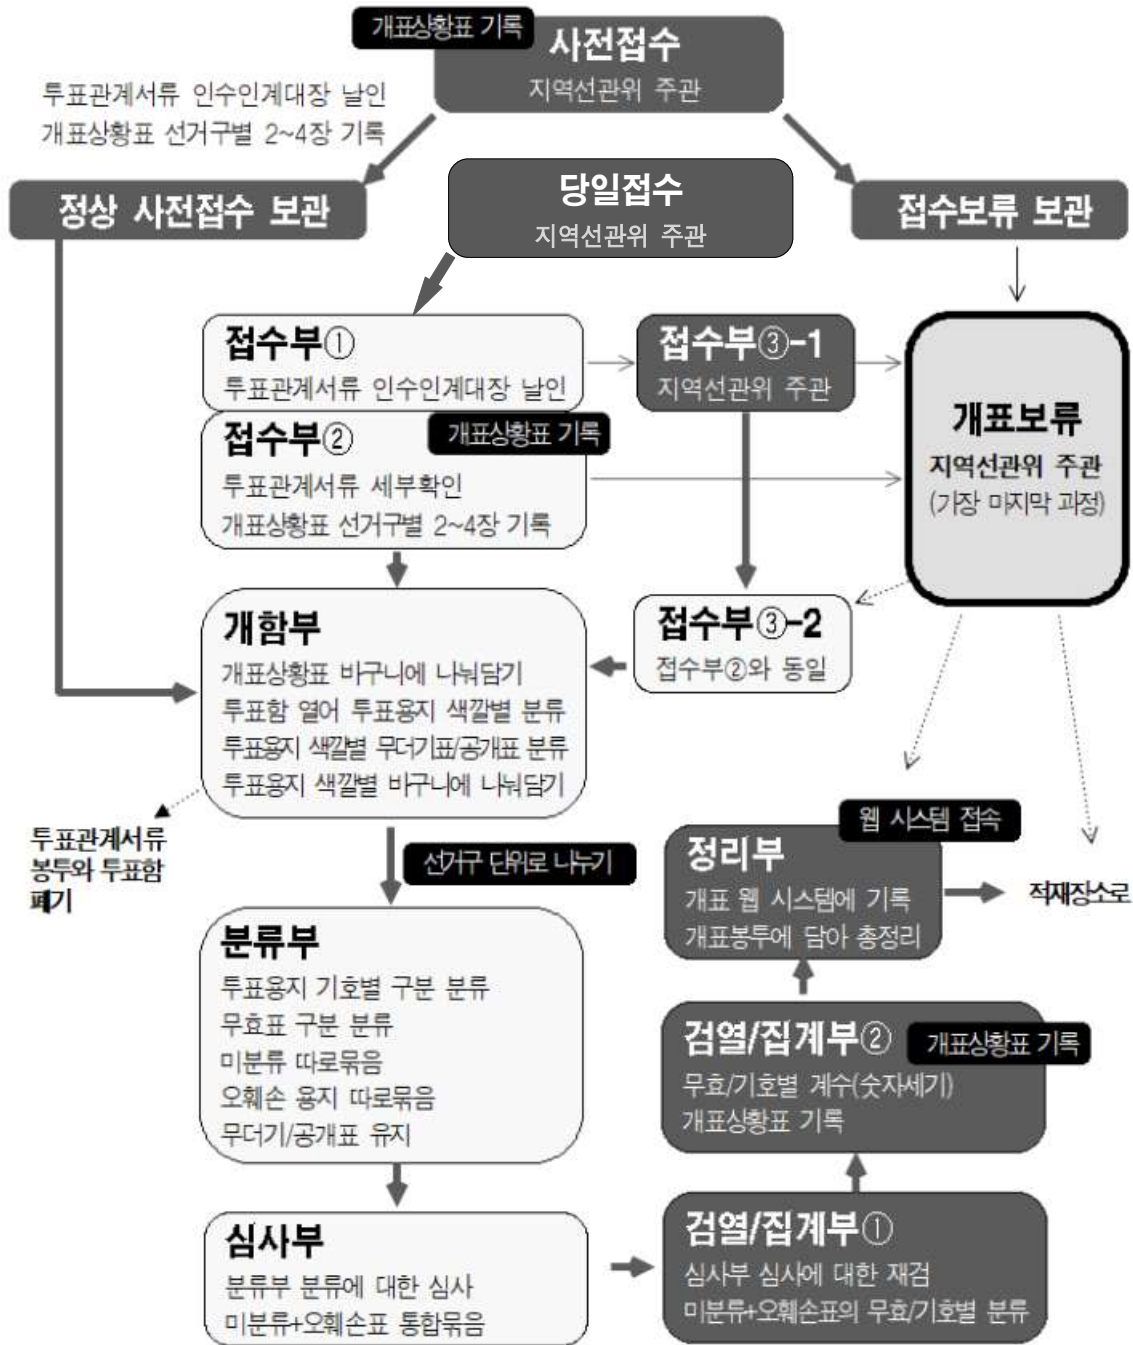 개표상황표 기록
사전접수
지역선관위 주관
투표관계서류 인수인계대장 날인
개표상황표 선거구별 2~4장 기록
정상 사전접수 보관
당일접수
지역선관위 주관
접수보류 보관
접수부①
투표관계서류 인수인계대장 날인
접수부③-1
지역선관위 주관
개표보류
지역선관위 주관
(가장 마지막 과정)
접수부②
개표상황표 기록
투표관계서류 세부확인
개표상황표 선거구별 2~4장 기록
개함부
개표상황표 바구니에 나눠담기
투표함 열어 투표용지 색깔별 분류
투표용지 색깔별 무더기표/공개표 분류
투표용지 색깔별 바구니에 나눠담기
접수부③-2
접수부②와 동일
투표관계서류
봉투와 투표함
폐기
선거구 단위로 나누기
웹 시스템 접속
정리부
개표 웹 시스템에 기록
개표봉투에 담아 총정리
적재장소로
분류부
투표용지 기호별 구분 분류
무효표 구분 분류
미분류 따로묶음
오훼손 용지 따로묶음
무더기/공개표 유지
검열/집계부②
개표상황표 기록
무효/기호별 계수(숫자세기)
개표상황표 기록
심사부
분류부 분류에 대한 심사
미분류+오훼손표 통합묶음
검열/집계부①
심사부 심사에 대한 재검
미분류+오훼손표의 무효/기호별 분류